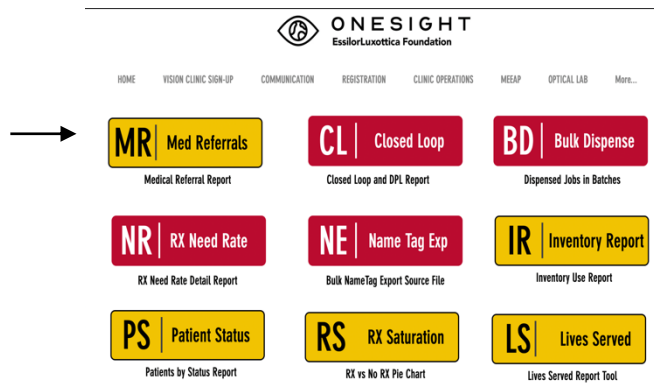 ONESIGHT
EssilorLuxottica Foundation
HOME VISION CLINIC SIGN-UP COMMUNICATION REGISTRATION CLINIC OPERATIONS MEEAP OPTICAL LAB More...
MR Med Referrals CL Closed Loop BD Bulk Dispense
Medical Referral Report Closed Loop and DPL Report Dispensed Jobs in Batches
NR RX Need Rate NE Name Tag Exp IR Inventory Report
RX Need Rate Detail Report Bulk NameTag Export Source File Inventory Use Report
PS Patient Status RS RX Saturation LS Lives Served
Patients by Status Report RX vs No RX Pie Chart Lives Served Report Tool